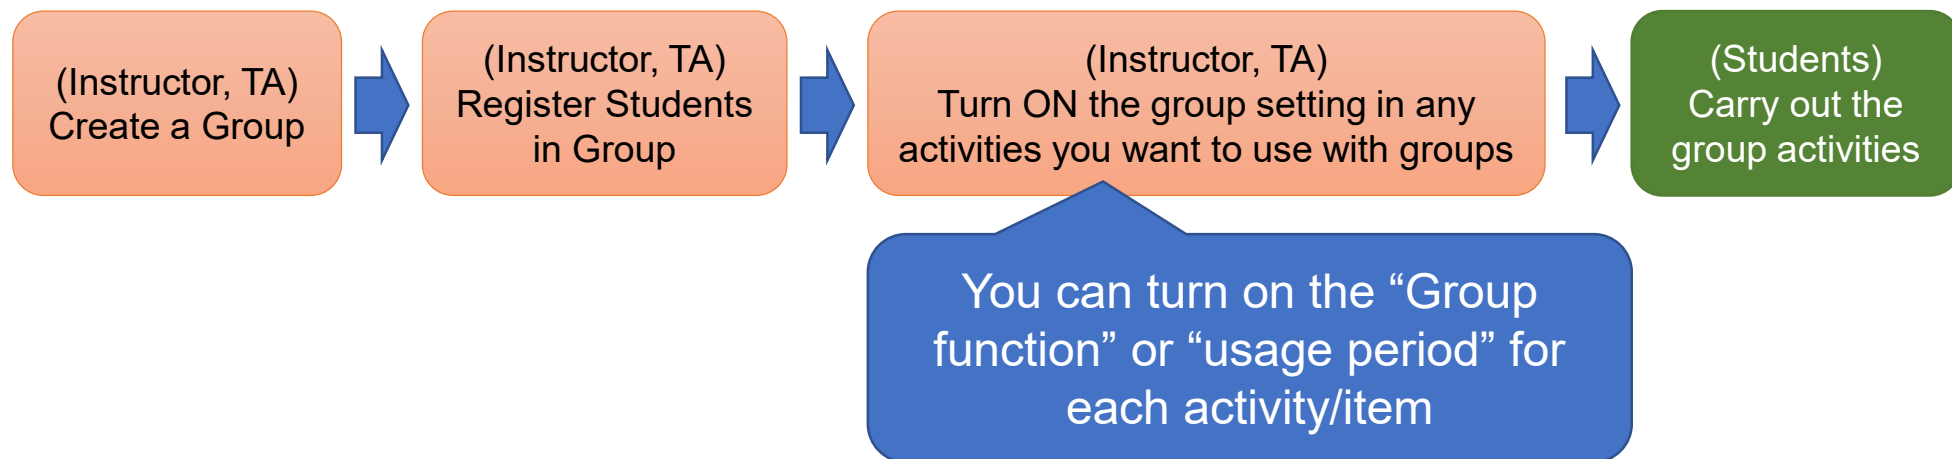 (Instructor, TA)
Create a Group
(Instructor, TA)
Register Students
in Group
(Instructor, TA)
Turn ON the group setting in any
activities you want to use with groups
(Students)
Carry out the
group activities
You can turn on the “Group
function” or “usage period” for
each activity/item